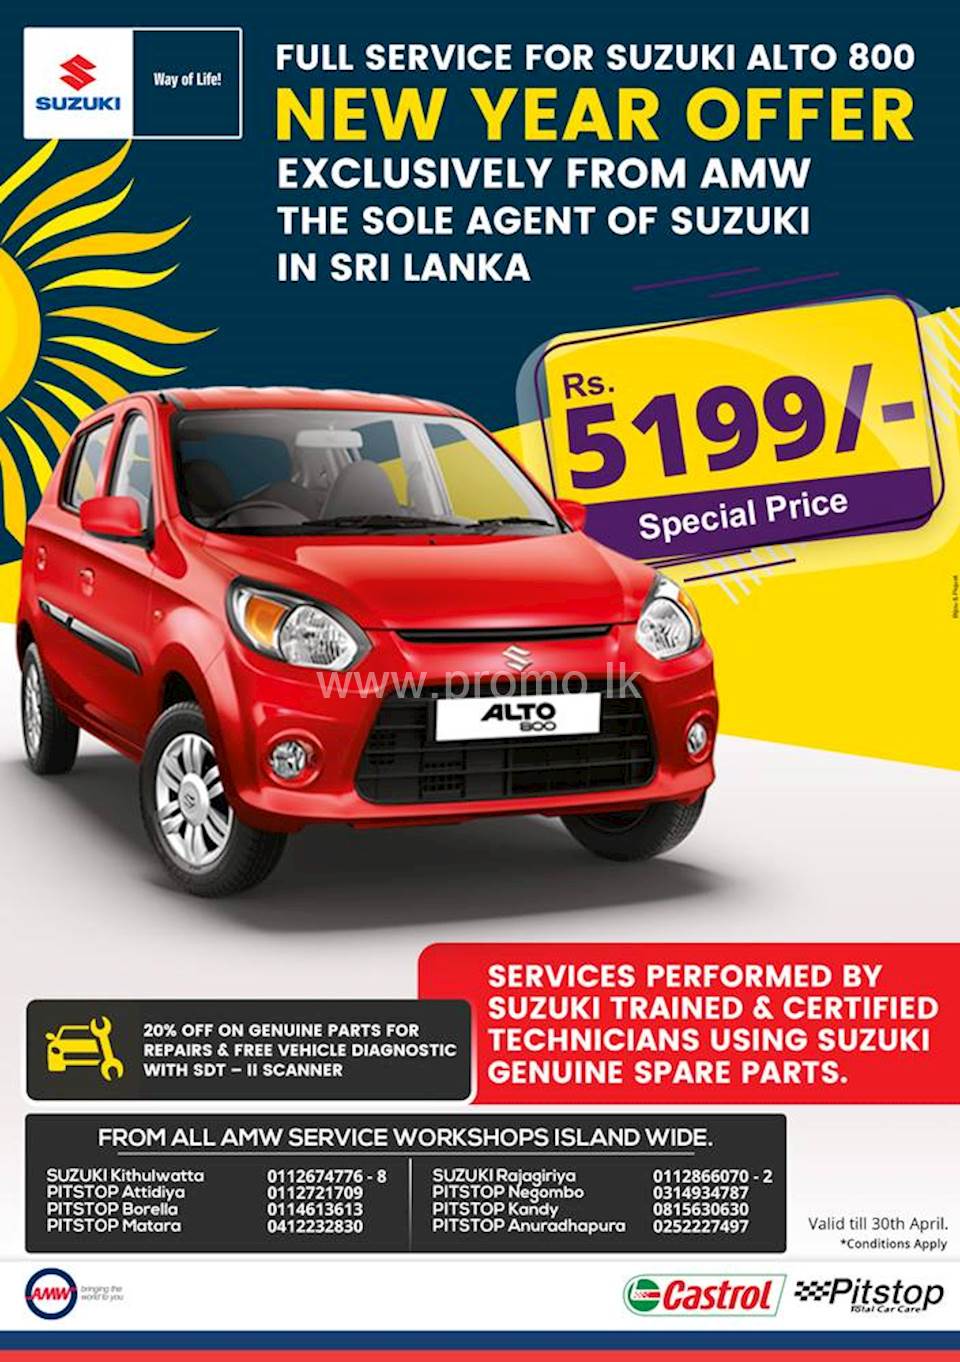 SUZUKI
Way of Life!
FULL SERVICE FOR SUZUKI ALTO 800
NEW YEAR OFFER
EXCLUSIVELY FROM AMW
THE SOLE AGENT OF SUZUKI
IN SRI LANKA
Rs.
5199/-
Special Price
www.promo.lk
ALTO
800
SERVICES PERFORMED BY
SUZUKI TRAINED & CERTIFIED
TECHNICIANS USING SUZUKI
GENUINE SPARE PARTS.
20% OFF ON GENUINE PARTS FOR
REPAIRS & FREE VEHICLE DIAGNOSTIC
WITH SDT – II SCANNER
FROM ALL AMW SERVICE WORKSHOPS ISLAND WIDE.
SUZUKI Kithulwatta 0112674776 - 8
PITSTOP Attidiya 0112721709
PITSTOP Borella 0114613613
PITSTOP Matara 0412232830
SUZUKI Rajagiriya 0112866070 - 2
PITSTOP Negombo 0314934787
PITSTOP Kandy 0815630630
PITSTOP Anuradhapura 0252227497
Valid till 30th April.
*Conditions Apply
AMW
bringing the
world to you
Castrol
Pitstop
Total Car Care